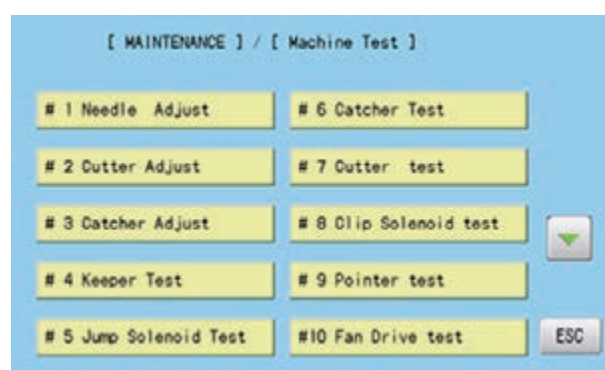 [ MAINTENANCE ] / [ Machine Test ]
# 1 Needle Adjust
# 2 Cutter Adjust
# 3 Catcher Adjust
# 4 Keeper Test
# 5 Jump Solenoid Test
# 6 Catcher Test
# 7 Cutter test
# 8 Clip Solenoid test
# 9 Pointer test
#10 Fan Drive test
ESC